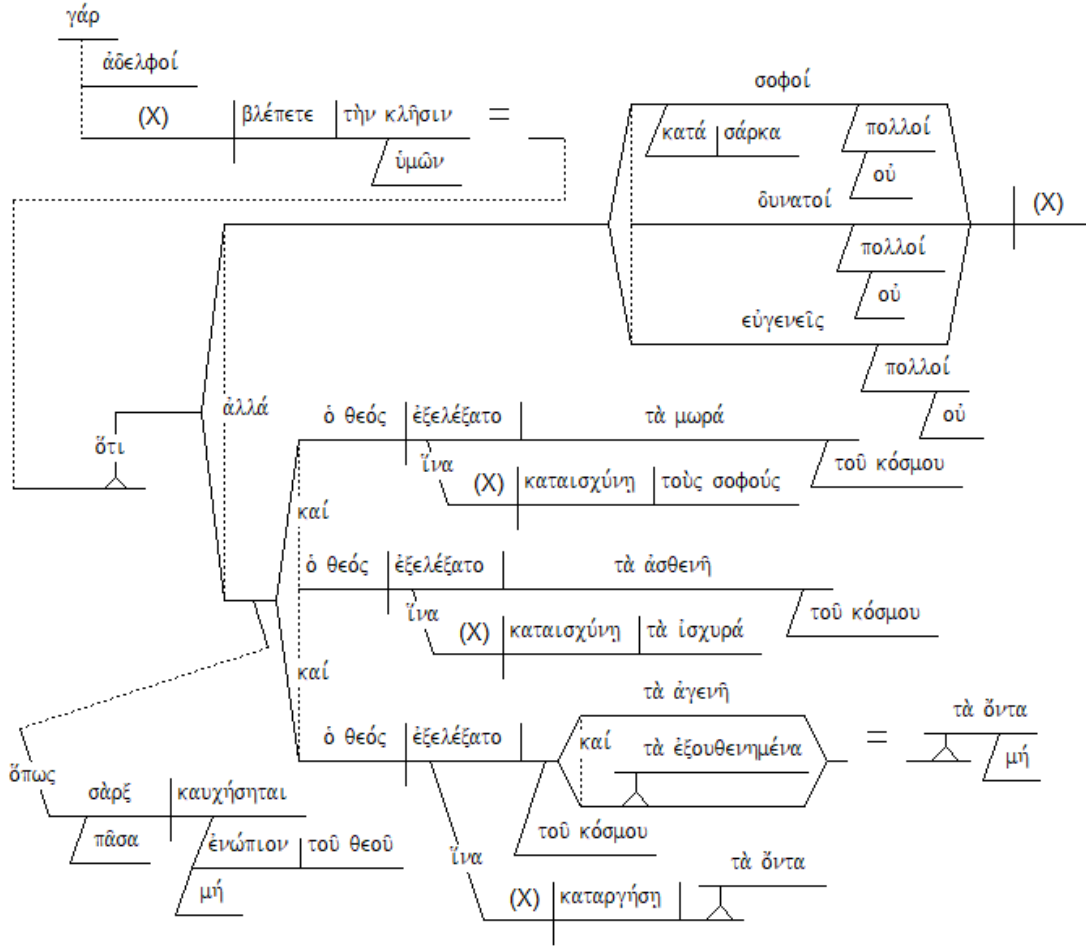 γάρ
ἀδελφοί
(X) βλέπετε τὴν κλῆσιν =
ὑμῶν
σοφοί
κατά σάρκα πολλοί
οὐ
δυνατοί (X)
πολλοί
οὐ
εὐγενεῖς
πολλοί
οὐ
ὅτι
ἀλλά
ὁ θεός ἐξελέξατο τὰ μωρά
τοῦ κόσμου
ἵνα
(X) καταισχύνῃ τοὺς σοφούς
καί
ὁ θεός ἐξελέξατο τὰ ἀσθενῆ
τοῦ κόσμου
ἵνα
(X) καταισχύνῃ τὰ ἰσχυρά
καί
ὁ θεός ἐξελέξατο
τὰ ἀγενῆ
καί τὰ ἐξουθενημένα
= τὰ ὄντα
μή
τοῦ κόσμου
ἵνα
(X) καταργήσῃ τὰ ὄντα
ὅπως
σὰρξ καυχήσηται
πᾶσα
ἐνώπιον τοῦ θεοῦ
μή